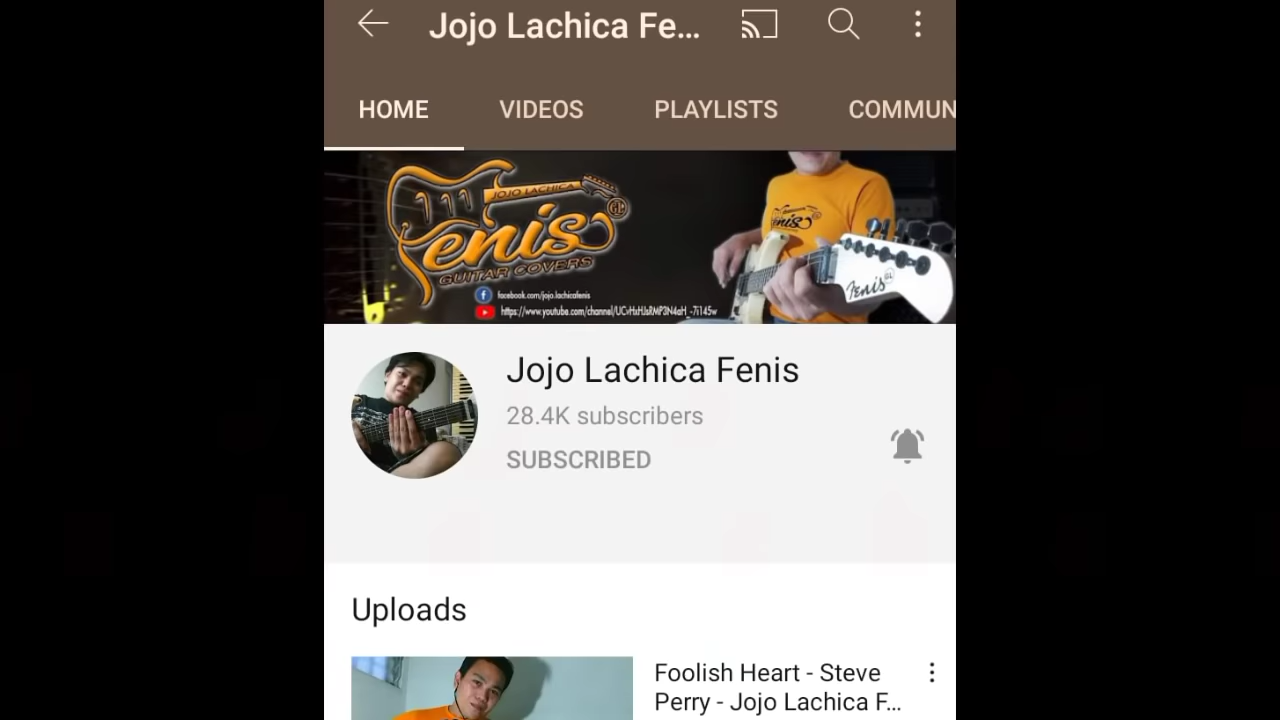 Jojo Lachica Fe...
HOME VIDEOS PLAYLISTS COMMUN
JOJO LACHICA
Fenis
GUITAR COVERS
facebook.com/jojo.lachicafenis
Fenis
Fenis
Jojo Lachica Fenis
28.4K subscribers
SUBSCRIBED
Uploads
Foolish Heart - Steve
Perry - Jojo Lachica F...